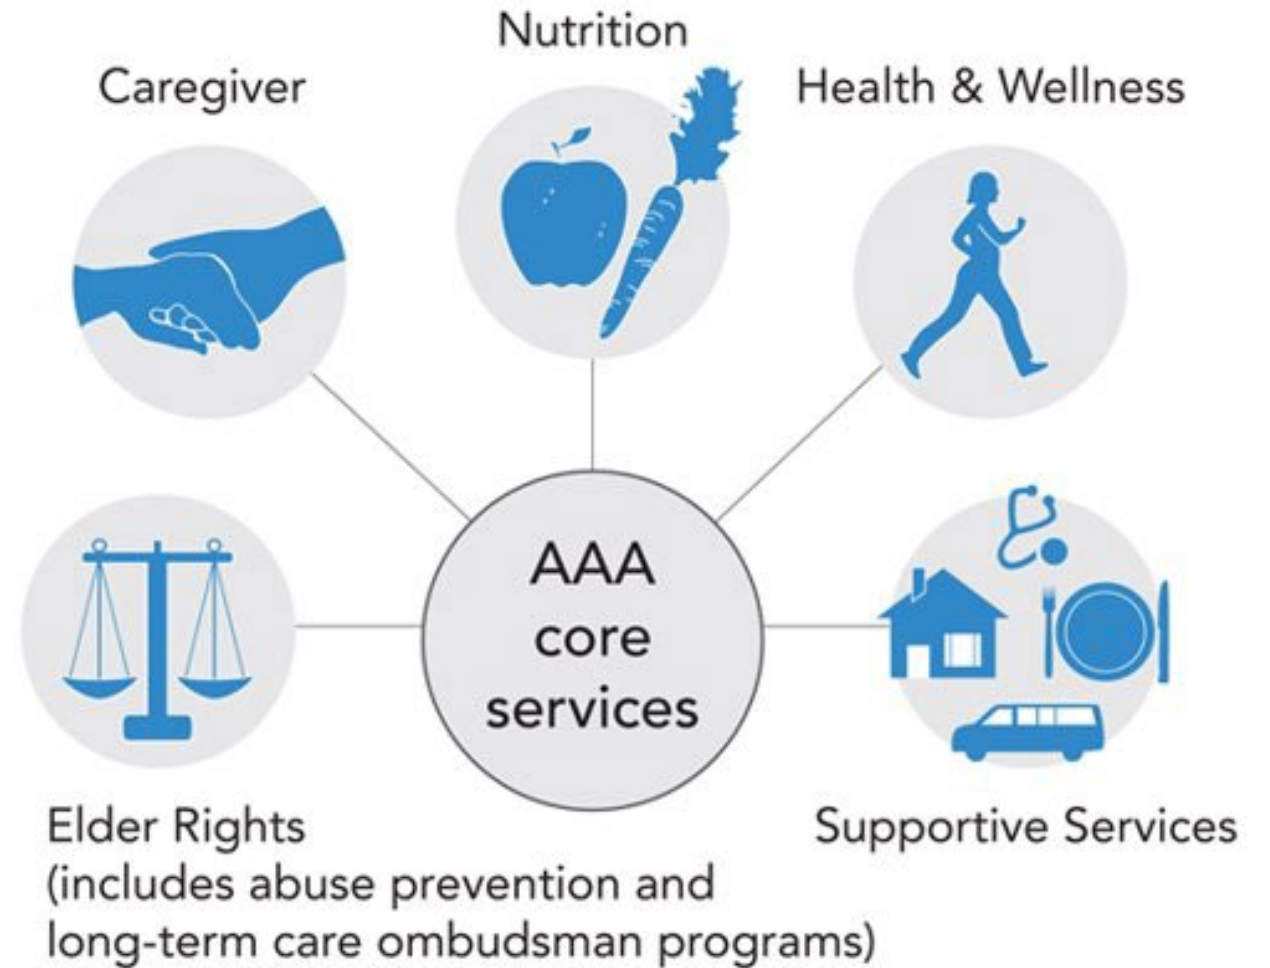 Nutrition
Caregiver
Health & Wellness
AAA
core
services
Elder Rights
(includes abuse prevention and
long-term care ombudsman programs)
Supportive Services